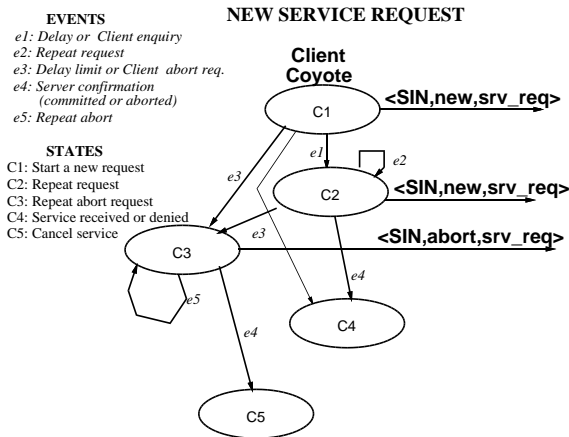 NEW SERVICE REQUEST
EVENTS
e1: Delay or Client enquiry
e2: Repeat request
e3: Delay limit or Client abort req.
e4: Server confirmation
(committed or aborted)
e5: Repeat abort
STATES
C1: Start a new request
C2: Repeat request
C3: Repeat abort request
C4: Service received or denied
C5: Cancel service
Client
Coyote
C1
<SIN,new,srv_req>
e1
e2
e3
C2
<SIN,new,srv_req>
e3
<SIN,abort,srv_req>
C3
e4
e5
C4
e4
C5